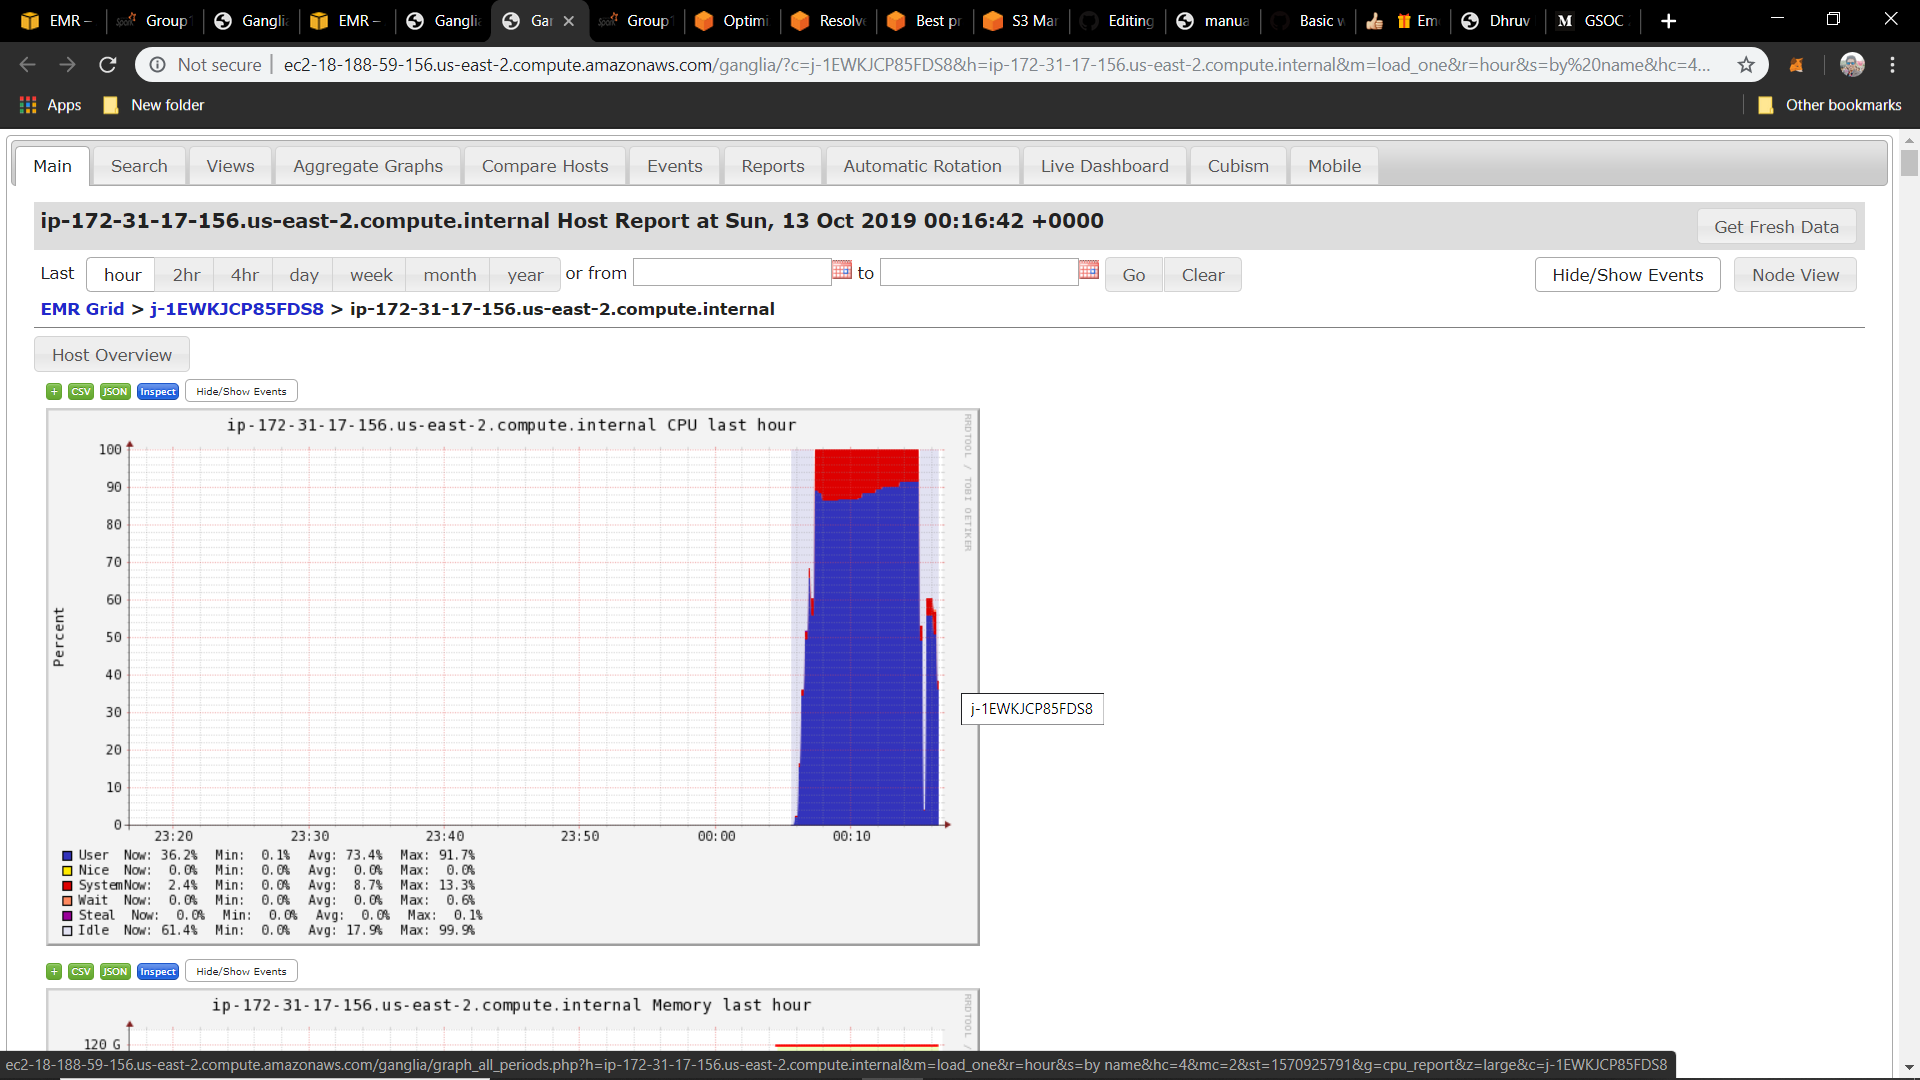 EMR –
Group
Gangli
EMR –
Gangli
Gar
Group
Optimi
Resolv
Best pr
S3 Mar
Editing
manua
Basic w
Em
Dhruv
GSOC
Not secure
ec2-18-188-59-156.us-east-2.compute.amazonaws.com/ganglia/?c=j-1EWKJCP85FDS8&h=ip-172-31-17-156.us-east-2.compute.internal&m=load_one&r=hour&s=by%20name&hc=4...
Apps
New folder
Other bookmarks
Main
Search
Views
Aggregate Graphs
Compare Hosts
Events
Reports
Automatic Rotation
Live Dashboard
Cubism
Mobile
ip-172-31-17-156.us-east-2.compute.internal Host Report at Sun, 13 Oct 2019 00:16:42 +0000
Get Fresh Data
Last hour 2hr 4hr day week month year or from to Go Clear
Hide/Show Events
Node View
EMR Grid > j-1EWKJCP85FDS8 > ip-172-31-17-156.us-east-2.compute.internal
Host Overview
+ CSV JSON Inspect Hide/Show Events
ip-172-31-17-156.us-east-2.compute.internal CPU last hour
RRDTOOL / TOBI OETIKER
Percent
100
90
80
70
60
50
40
30
20
10
0
23:20 23:30 23:40 23:50 00:00 00:10
j-1EWKJCP85FDS8
User Now: 36.2% Min: 0.1% Avg: 73.4% Max: 91.7%
Nice Now: 0.0% Min: 0.0% Avg: 0.0% Max: 0.0%
System Now: 2.4% Min: 0.0% Avg: 8.7% Max: 13.3%
Wait Now: 0.0% Min: 0.0% Avg: 0.0% Max: 0.6%
Steal Now: 0.0% Min: 0.0% Avg: 0.0% Max: 0.1%
Idle Now: 61.4% Min: 0.0% Avg: 17.9% Max: 99.9%
+ CSV JSON Inspect Hide/Show Events
ip-172-31-17-156.us-east-2.compute.internal Memory last hour
RRDTOOL /
120 G
ec2-18-188-59-156.us-east-2.compute.amazonaws.com/ganglia/graph_all_periods.php?h=ip-172-31-17-156.us-east-2.compute.internal&m=load_one&r=hour&s=by name&hc=4&mc=2&st=1570925791&g=cpu_report&z=large&c=j-1EWKJCP85FDS8